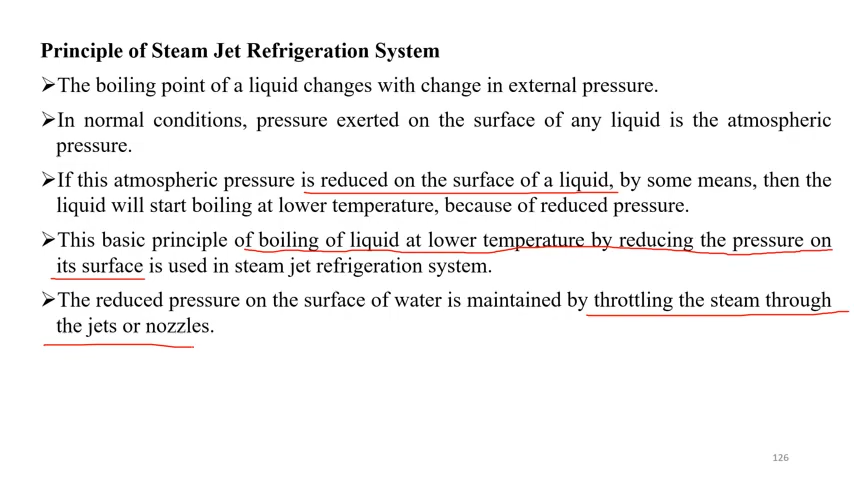 Principle of Steam Jet Refrigeration System
➢The boiling point of a liquid changes with change in external pressure.
➢In normal conditions, pressure exerted on the surface of any liquid is the atmospheric
pressure.
➢If this atmospheric pressure is reduced on the surface of a liquid, by some means, then the
liquid will start boiling at lower temperature, because of reduced pressure.
➢This basic principle of boiling of liquid at lower temperature by reducing the pressure on
its surface is used in steam jet refrigeration system.
➢The reduced pressure on the surface of water is maintained by throttling the steam through
the jets or nozzles.
126